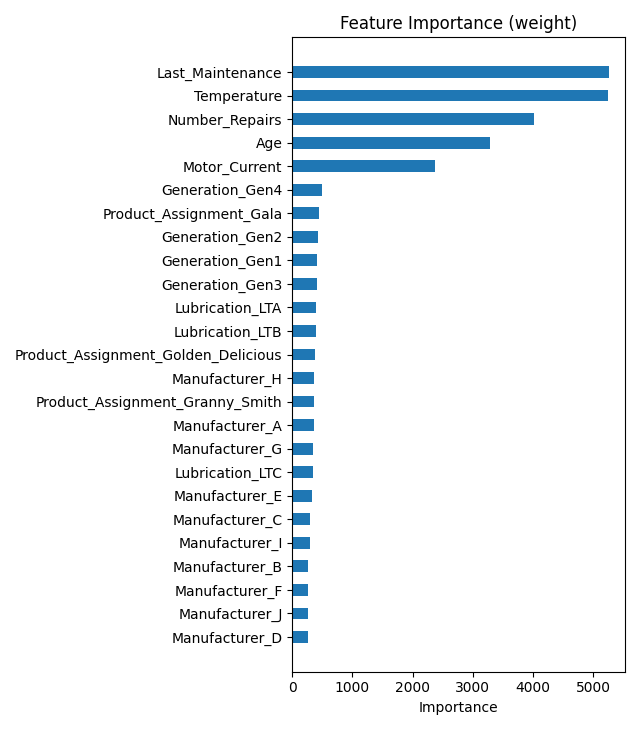 Feature Importance (weight)
Last_Maintenance
Temperature
Number_Repairs
Age
Motor_Current
Generation_Gen4
Product_Assignment_Gala
Generation_Gen2
Generation_Gen1
Generation_Gen3
Lubrication_LTA
Lubrication_LTB
Product_Assignment_Golden_Delicious
Manufacturer_H
Product_Assignment_Granny_Smith
Manufacturer_A
Manufacturer_G
Lubrication_LTC
Manufacturer_E
Manufacturer_C
Manufacturer_I
Manufacturer_B
Manufacturer_F
Manufacturer_J
Manufacturer_D
0 1000 2000 3000 4000 5000
Importance